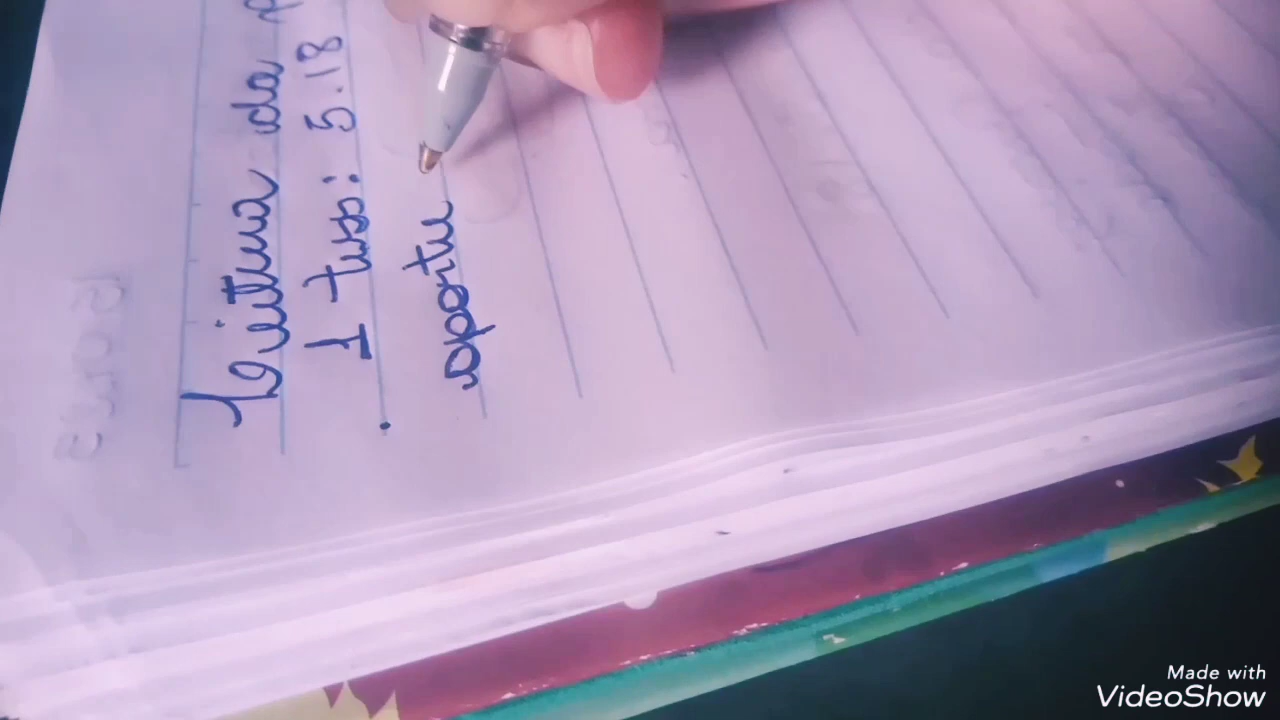 Leitura da p
1 tess: 5.18
oportu
Made with
VideoShow